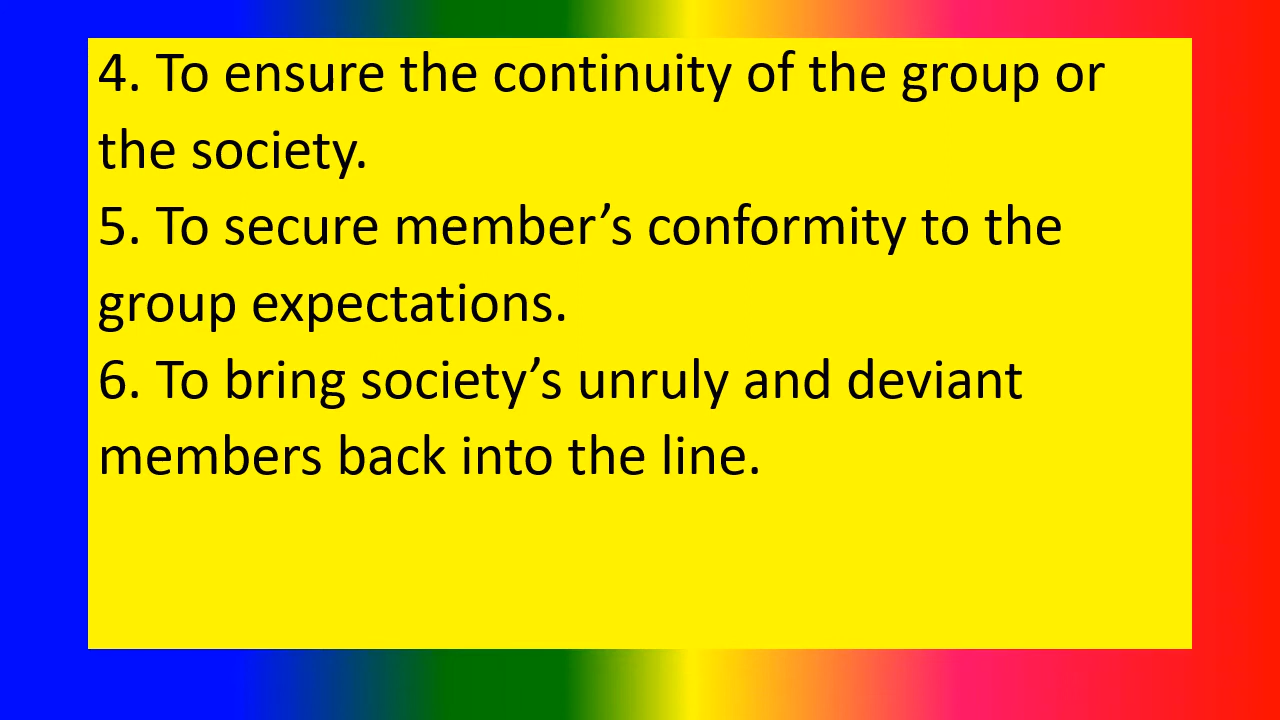 4. To ensure the continuity of the group or
the society.
5. To secure member’s conformity to the
group expectations.
6. To bring society’s unruly and deviant
members back into the line.